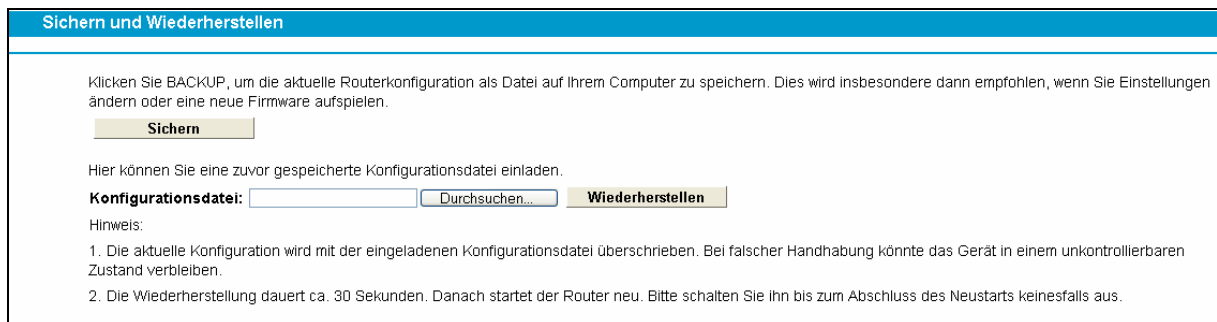 Sichern und Wiederherstellen
Klicken Sie BACKUP, um die aktuelle Routerkonfiguration als Datei auf Ihrem Computer zu speichern. Dies wird insbesondere dann empfohlen, wenn Sie Einstellungen
ändern oder eine neue Firmware aufspielen.
Sichern
Hier können Sie eine zuvor gespeicherte Konfigurationsdatei einladen.
Konfigurationsdatei: Durchsuchen... Wiederherstellen
Hinweis:
1. Die aktuelle Konfiguration wird mit der eingeladenen Konfigurationsdatei überschrieben. Bei falscher Handhabung könnte das Gerät in einem unkontrollierbaren
Zustand verbleiben.
2. Die Wiederherstellung dauert ca. 30 Sekunden. Danach startet der Router neu. Bitte schalten Sie ihn bis zum Abschluss des Neustarts keinesfalls aus.